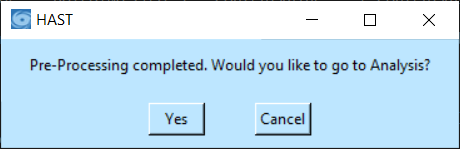 HAST
Pre-Processing completed. Would you like to go to Analysis?
Yes
Cancel